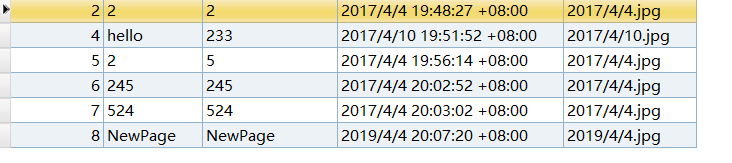 2 2 2 2017/4/4 19:48:27 +08:00 2017/4/4.jpg
4 hello 233 2017/4/10 19:51:52 +08:00 2017/4/10.jpg
5 2 5 2017/4/4 19:56:14 +08:00 2017/4/4.jpg
6 245 245 2017/4/4 20:02:52 +08:00 2017/4/4.jpg
7 524 524 2017/4/4 20:03:02 +08:00 2017/4/4.jpg
8 NewPage NewPage 2019/4/4 20:07:20 +08:00 2019/4/4.jpg